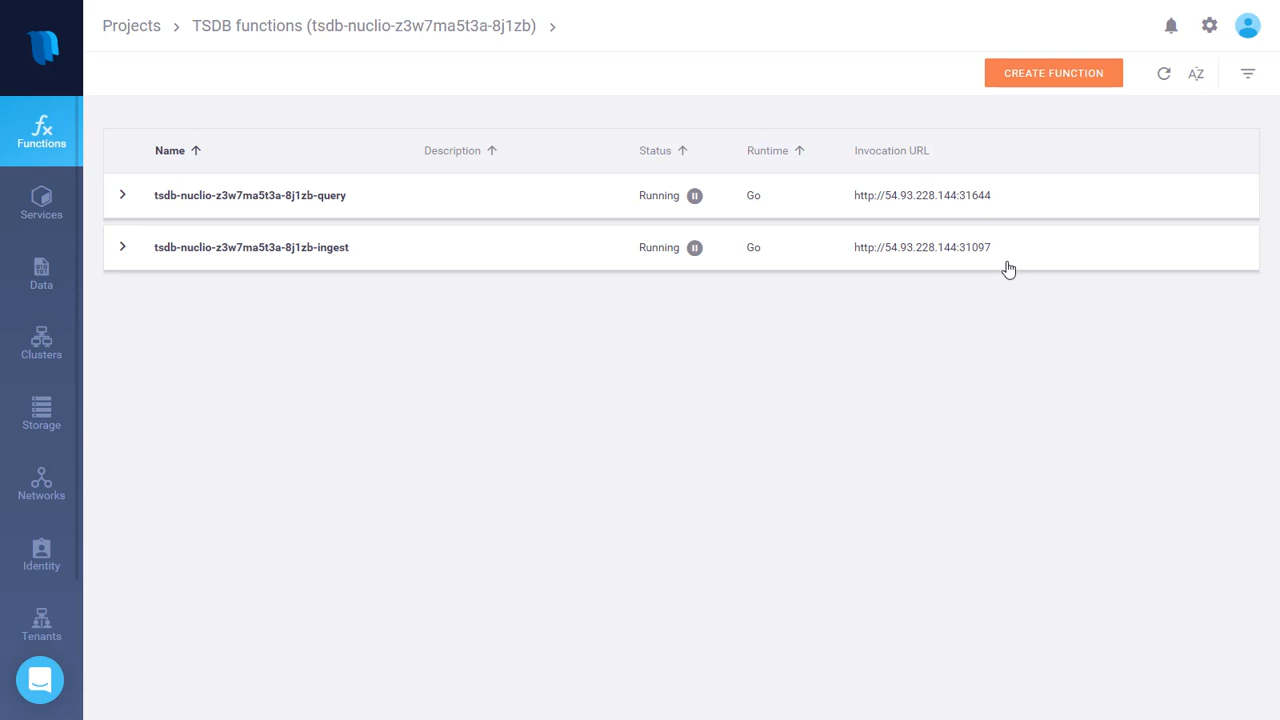 Projects > TSDB functions (tsdb-nuclio-z3w7ma5t3a-8j1zb) >
CREATE FUNCTION
AZ
Functions
Services
Data
Clusters
Storage
Networks
Identity
Tenants
Name Description Status Runtime Invocation URL
tsdb-nuclio-z3w7ma5t3a-8j1zb-query Running Go http://54.93.228.144:31644
tsdb-nuclio-z3w7ma5t3a-8j1zb-ingest Running Go http://54.93.228.144:31097